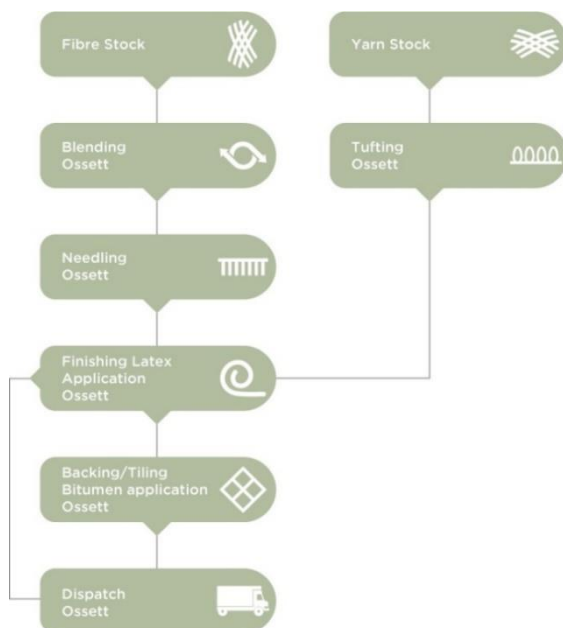 Fibre Stock
Yarn Stock
Blending
Ossett
Tufting
Ossett
Needling
Ossett
Finishing Latex
Application
Ossett
Backing/Tiling
Bitumen application
Ossett
Dispatch
Ossett